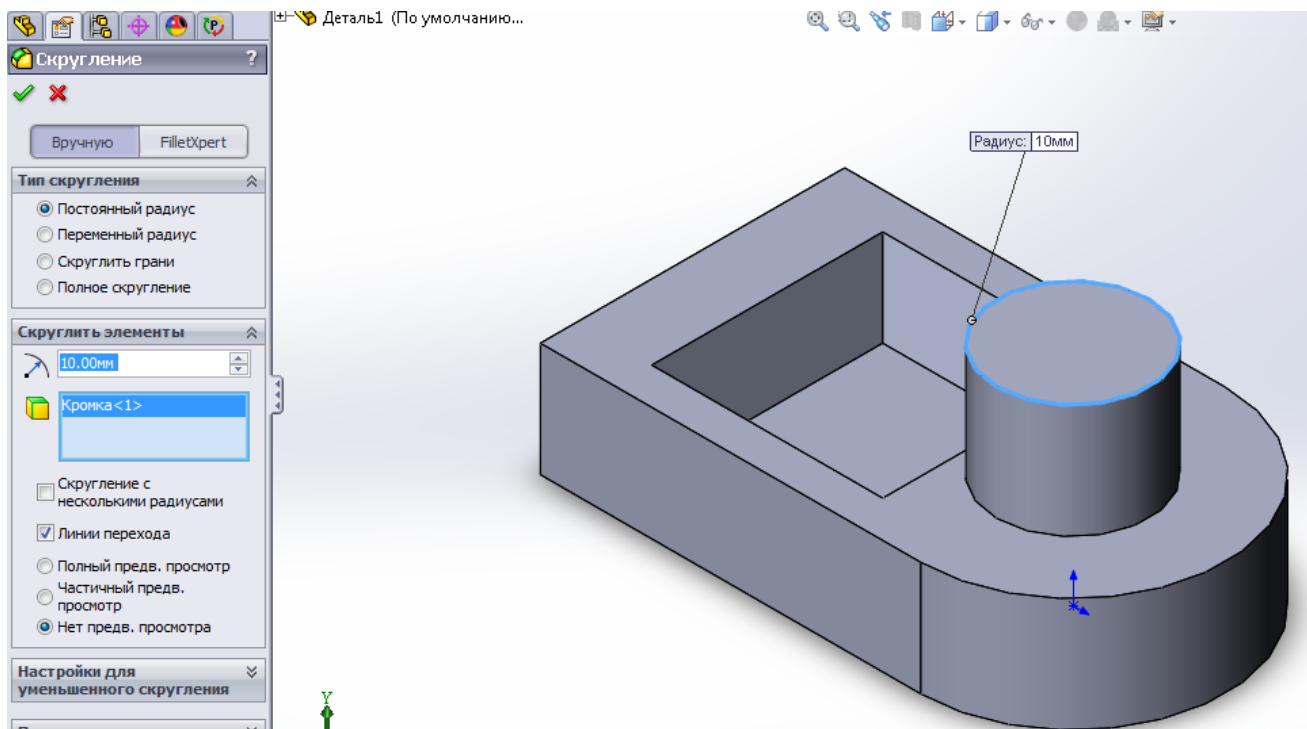 Деталь1 (По умолчанию...
Скругление ?
Вручную FilletXpert
Тип скругления
Постоянный радиус
Переменный радиус
Скруглить грани
Полное скругление
Скруглить элементы
10.00мм
Кромка<1>
Скругление с
несколькими радиусами
Линии перехода
Полный предв. просмотр
Частичный предв.
просмотр
Нет предв. просмотра
Настройки для
уменьшенного скругления
Радиус: 10мм
Y